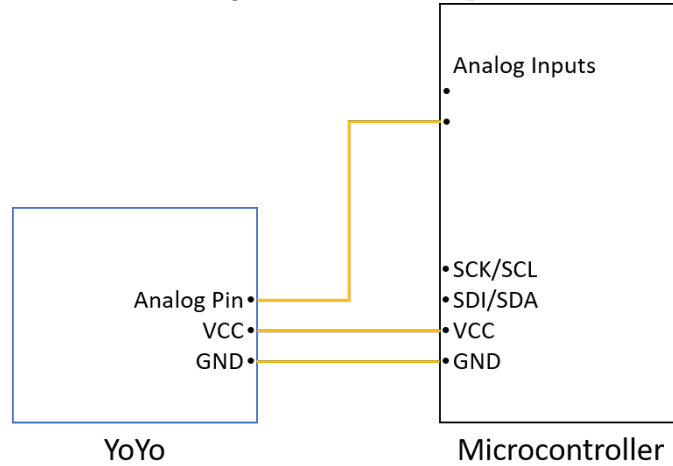 Analog Inputs
SCK/SCL
Analog Pin
SDI/SDA
VCC
VCC
GND
GND
YoYo
Microcontroller